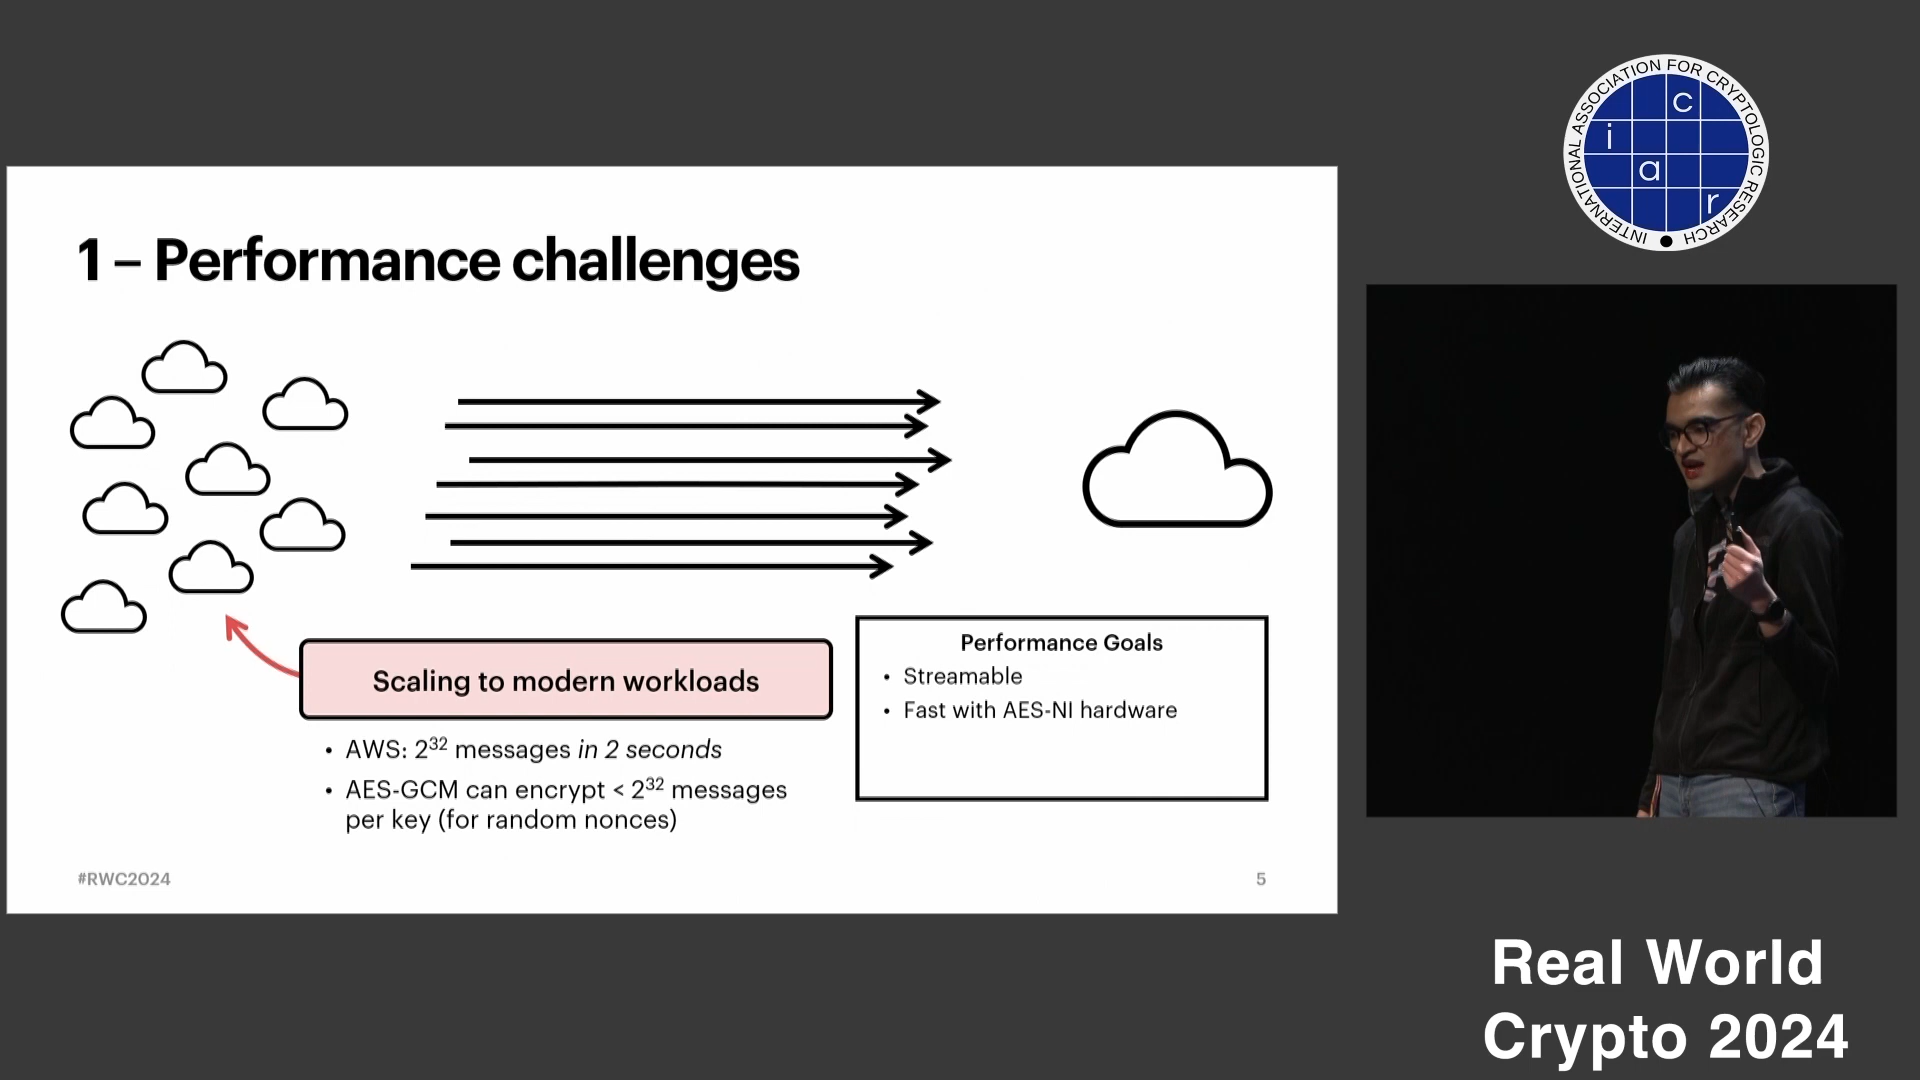 INTERNATIONAL ASSOCIATION FOR CRYPTOLOGIC RESEARCH
i a c r
1 – Performance challenges
Scaling to modern workloads
• AWS: 2³² messages in 2 seconds
• AES-GCM can encrypt < 2³² messages
per key (for random nonces)
Performance Goals
• Streamable
• Fast with AES-NI hardware
#RWC2024
5
Real World
Crypto 2024